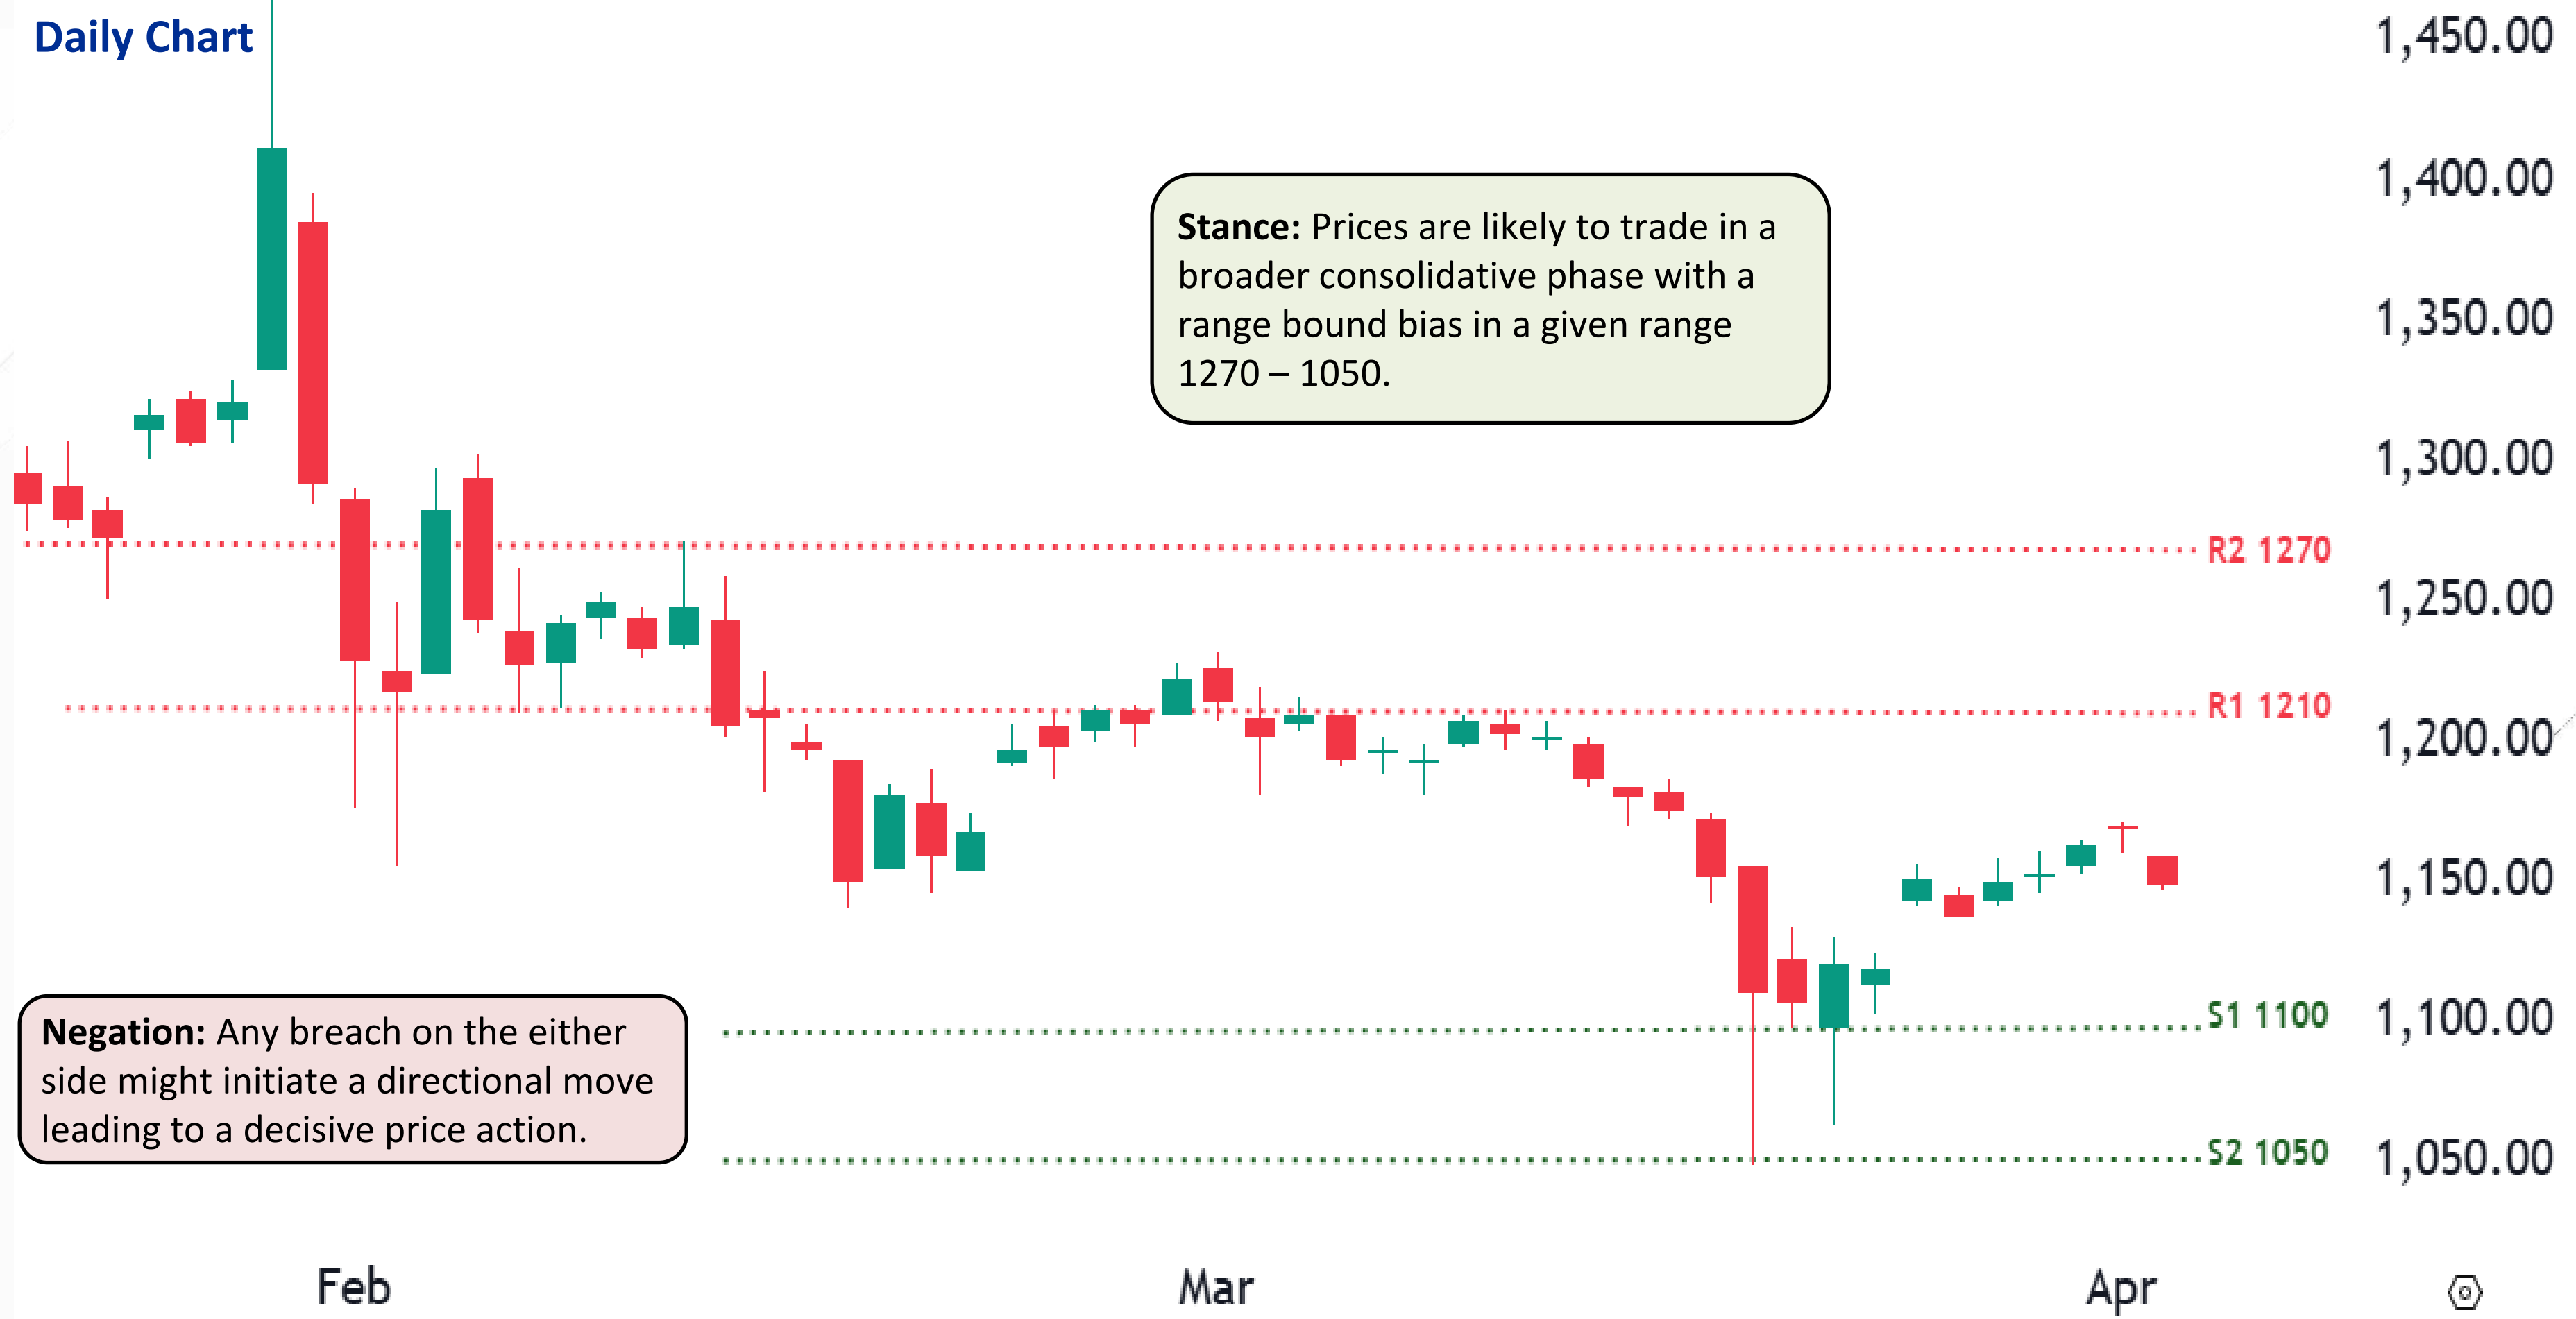 Daily Chart
1,450.00
1,400.00
Stance: Prices are likely to trade in a
broader consolidative phase with a
range bound bias in a given range
1270 – 1050.
1,350.00
1,300.00
R2 1270
1,250.00
R1 1210
1,200.00
1,150.00
Negation: Any breach on the either
side might initiate a directional move
leading to a decisive price action.
S1 1100
1,100.00
S2 1050
1,050.00
Feb
Mar
Apr